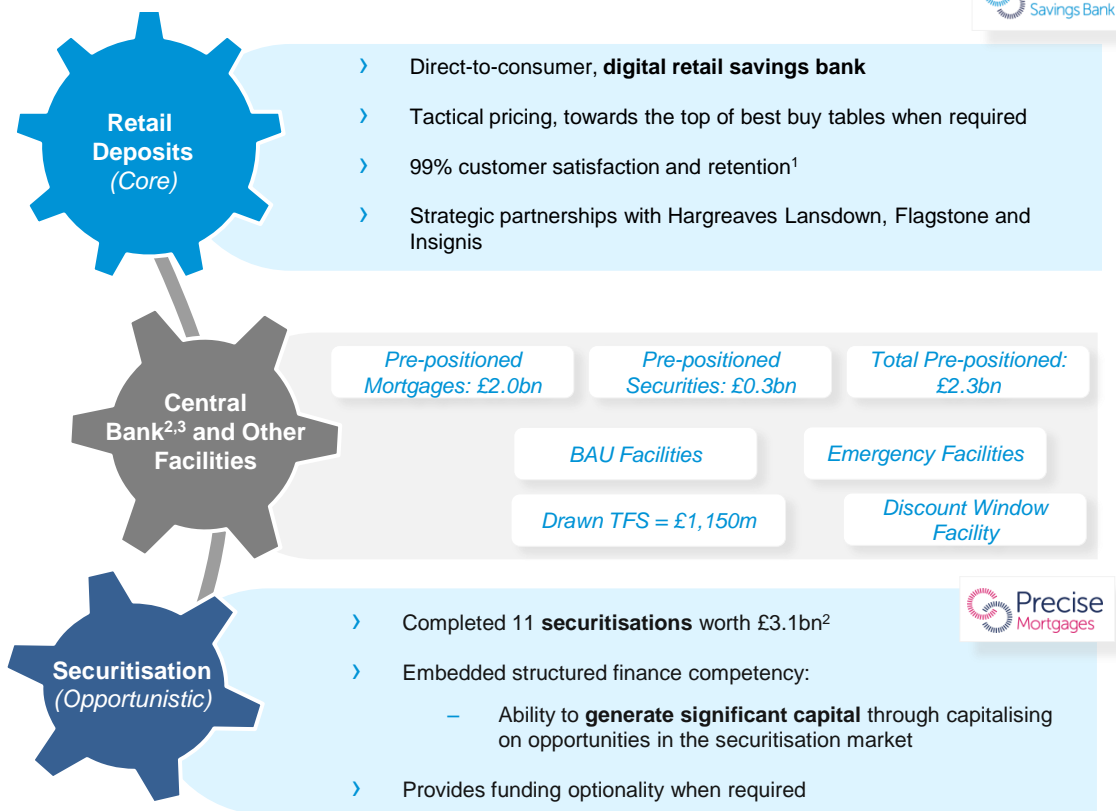 Savings Bank
Retail
Deposits
(Core)
› Direct-to-consumer, digital retail savings bank
› Tactical pricing, towards the top of best buy tables when required
› 99% customer satisfaction and retention¹
› Strategic partnerships with Hargreaves Lansdown, Flagstone and
Insignis
Central
Bank²,³ and Other
Facilities
Pre-positioned
Mortgages: £2.0bn
Pre-positioned
Securities: £0.3bn
Total Pre-positioned:
£2.3bn
BAU Facilities
Emergency Facilities
Drawn TFS = £1,150m
Discount Window
Facility
Securitisation
(Opportunistic)
Precise
Mortgages
› Completed 11 securitisations worth £3.1bn²
› Embedded structured finance competency:
– Ability to generate significant capital through capitalising
on opportunities in the securitisation market
› Provides funding optionality when required